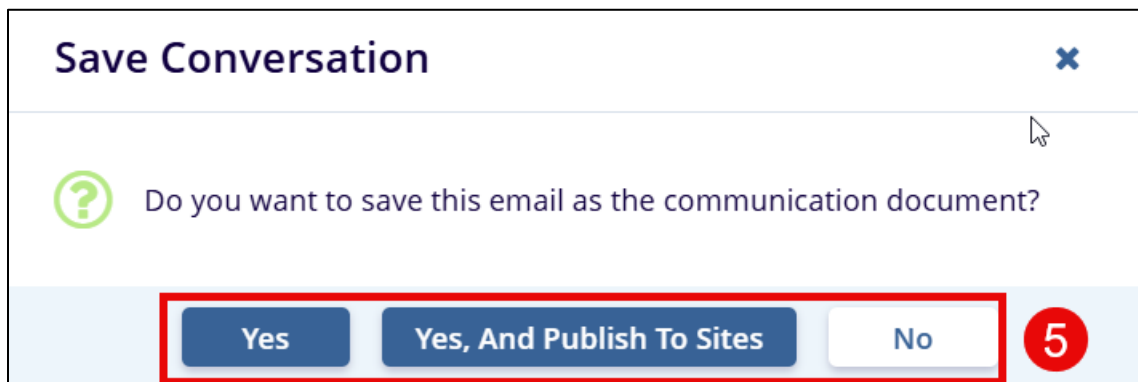 Save Conversation
Do you want to save this email as the communication document?
Yes Yes, And Publish To Sites No 5